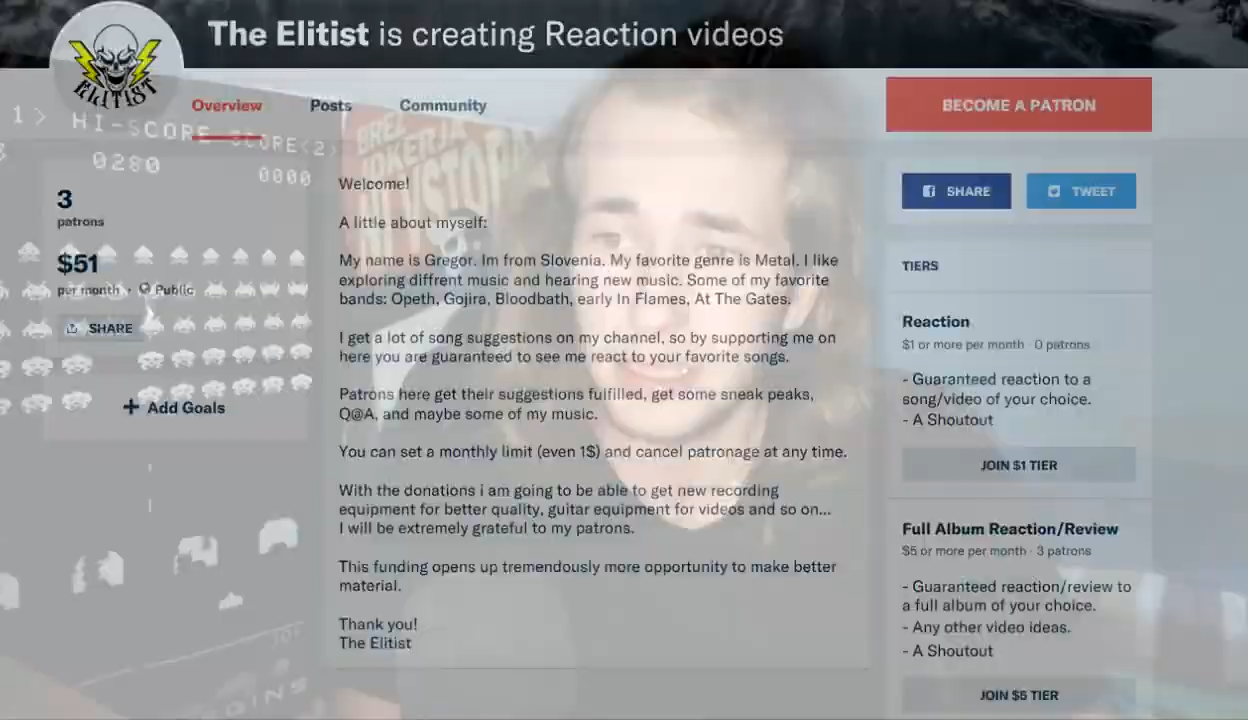 The Elitist is creating Reaction videos
ELITIST
Overview
Posts
Community
BECOME A PATRON
1> HI-SCORE SCORE<2>
0280
0000
3
patrons
$51
per month · Public
SHARE
Add Goals
Welcome!
A little about myself:
My name is Gregor. Im from Slovenia. My favorite genre is Metal. I like
exploring diffrent music and hearing new music. Some of my favorite
bands: Opeth, Gojira, Bloodbath, early In Flames, At The Gates.
I get a lot of song suggestions on my channel, so by supporting me on
here you are guaranteed to see me react to your favorite songs.
Patrons here get their suggestions fulfilled, get some sneak peaks,
Q@A, and maybe some of my music.
You can set a monthly limit (even 1$) and cancel patronage at any time.
With the donations i am going to be able to get new recording
equipment for better quality, guitar equipment for videos and so on...
I will be extremely grateful to my patrons.
This funding opens up tremendously more opportunity to make better
material.
Thank you!
The Elitist
SHARE
TWEET
TIERS
Reaction
$1 or more per month · 0 patrons
- Guaranteed reaction to a
song/video of your choice.
- A Shoutout
JOIN $1 TIER
Full Album Reaction/Review
$5 or more per month · 3 patrons
- Guaranteed reaction/review to
a full album of your choice.
- Any other video ideas.
- A Shoutout
JOIN $5 TIER